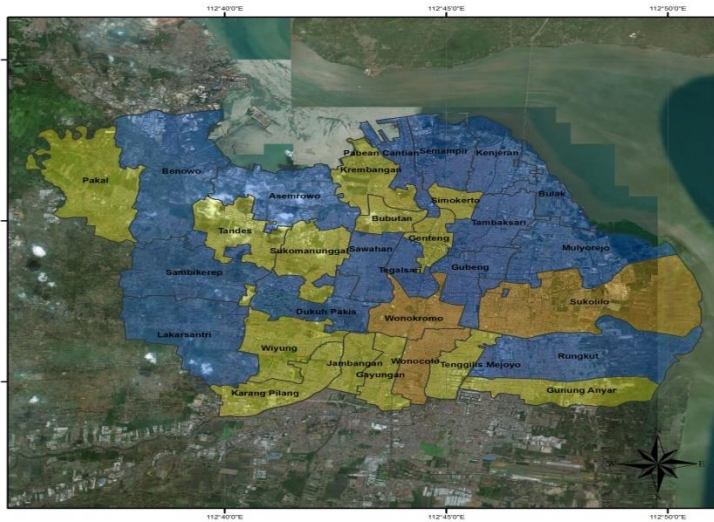 112°40'0"E 112°45'0"E 112°50'0"E
Pabean Cantian Semampir Kenjeran
Krembangan
Benowo
Pakal
Asemrowo
Bulak
Simokerto
Bubutan
Tambaksari
Tandes
Genteng
Sukomanunggal Sawahan
Mulyorejo
Sambikerep
Tegalsari
Gubeng
Sukolilo
Dukuh Pakis
Wonokromo
Lakarsantri
Wiyung
Rungkut
Jambangan
Wonocolo
Tenggilis Mejoyo
Gayungan
Karang Pilang
Gunung Anyar
E
112°40'0"E 112°45'0"E 112°50'0"E